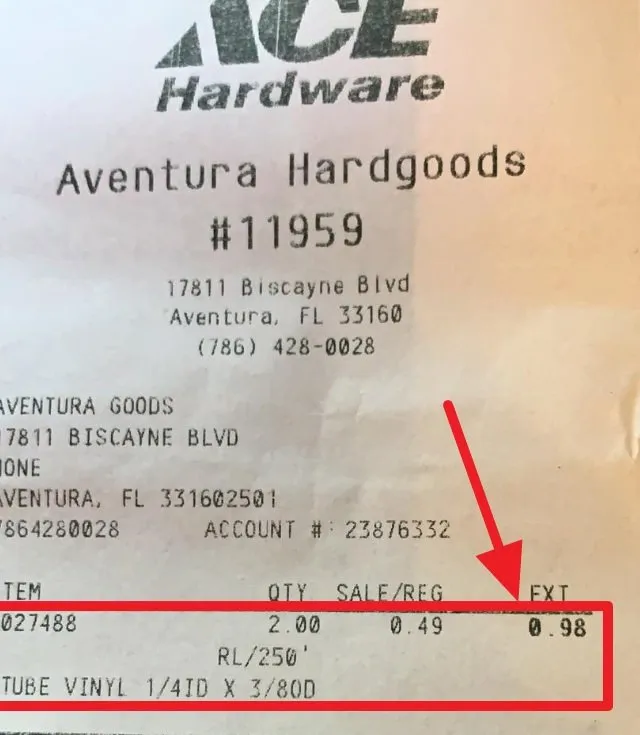 ACE
Hardware
Aventura Hardgoods
#11959
17811 Biscayne Blvd
Aventura, FL 33160
(786) 428-0028
AVENTURA GOODS
17811 BISCAYNE BLVD
IONE
AVENTURA, FL 331602501
7864280028 ACCOUNT #: 23876332
TEM QTY SALE/REG EXT
027488 2.00 0.49 0.98
RL/250'
TUBE VINYL 1/4ID X 3/8OD